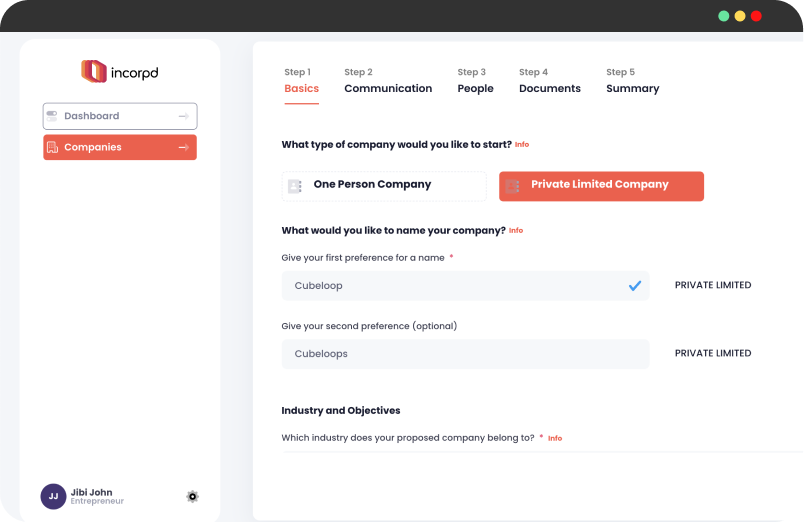 incorpd
Dashboard
Companies
Step 1
Basics
Step 2
Communication
Step 3
People
Step 4
Documents
Step 5
Summary
What type of company would you like to start? Info
One Person Company
Private Limited Company
What would you like to name your company? Info
Give your first preference for a name *
Cubeloop
PRIVATE LIMITED
Give your second preference (optional)
Cubeloops
PRIVATE LIMITED
Industry and Objectives
Which industry does your proposed company belong to? * Info
JJ
Jibi John
Entrepreneur